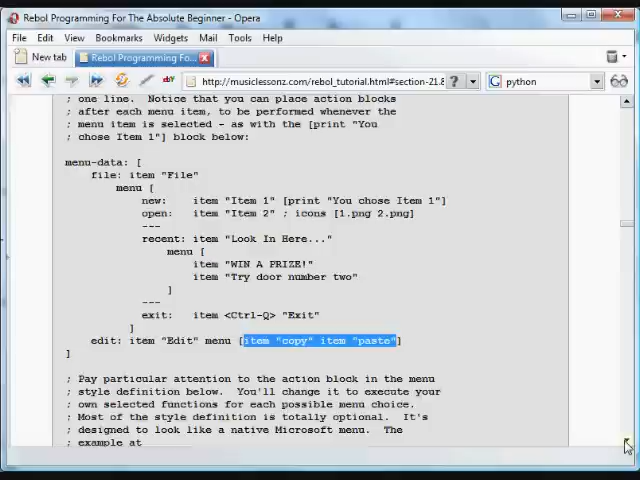 Rebol Programming For The Absolute Beginner - Opera
File Edit View Bookmarks Widgets Mail Tools Help
New tab Rebol Programming Fo...
http://musiclessonz.com/rebol_tutorial.html#section-21.8 ? python
; one line.  Notice that you can place action blocks
; after each menu item, to be performed whenever the
; menu item is selected - as with the [print "You
; chose Item 1"] block below:
menu-data: [
file: item "File"
menu [
new: item "Item 1" [print "You chose Item 1"]
open: item "Item 2" ; icons [1.png 2.png]
---
recent: item "Look In Here..."
menu [
item "WIN A PRIZE!"
item "Try door number two"
]
---
exit: item <Ctrl-Q> "Exit"
]
edit: item "Edit" menu [item "copy" item "paste"]
]
; Pay particular attention to the action block in the menu
; style definition below.  You'll change it to execute your
; own selected functions for each possible menu choice.
; Most of the style definition is totally optional.  It's
; designed to look like a native Microsoft menu.  The
; example at